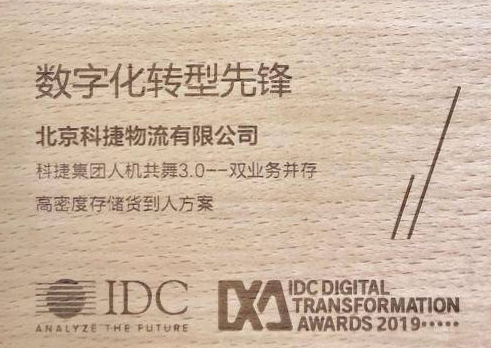 数字化转型先锋
北京科捷物流有限公司
科捷集团人机共舞3.0--双业务并存
高密度存储货到人方案
IDC
ANALYZE THE FUTURE
DX
IDC DIGITAL
TRANSFORMATION
AWARDS 2019